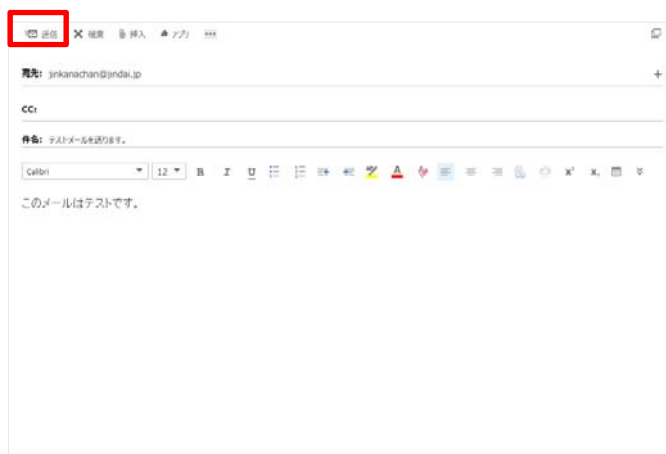 送信 破棄 挿入 アプリ
宛先: jinkanachan@jindai.jp
CC:
件名: テストメールを送ります。
Calibri 12 B I U A x² x₂
このメールはテストです。